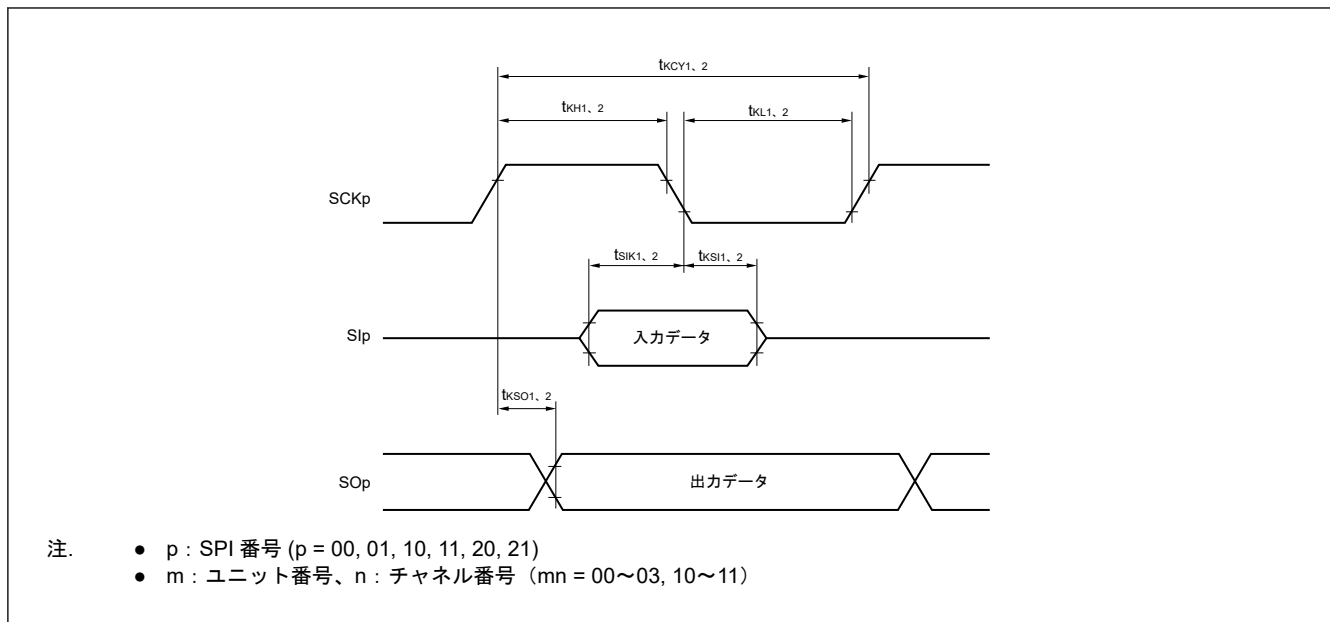 tKCY1、2
tKH1、2
tKL1、2
SCKp
tSIK1、2
tKSI1、2
SIp
入力データ
tKSO1、2
SOp
出力データ
注.
● p：SPI 番号 (p = 00, 01, 10, 11, 20, 21)
● m：ユニット番号、n：チャネル番号（mn = 00～03, 10～11）